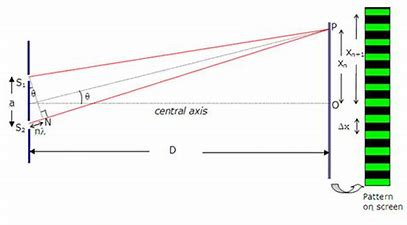 P
Xn
Xn+1
S1
θ
a
θ
O
central axis
S2
N
nλ
Δx
D
Pattern
on screen